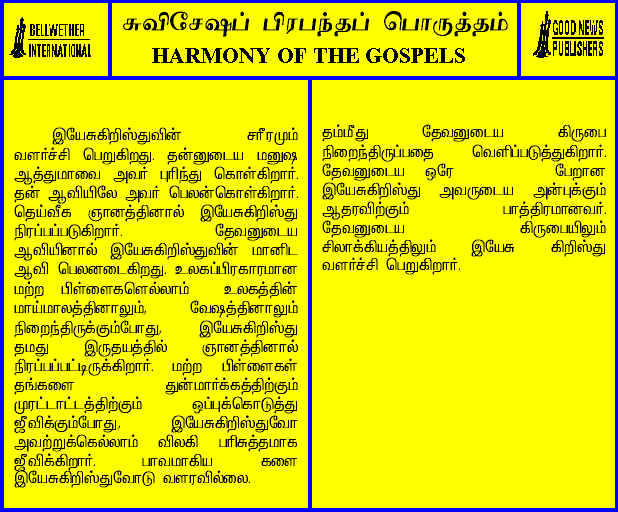 BELLWETHER
INTERNATIONAL
சுவிசேஷப் பிரபந்தப் பொருத்தம்
HARMONY OF THE GOSPELS
GOOD NEWS
PUBLISHERS
இயேசுகிறிஸ்துவின் சரீரமும்
வளர்ச்சி பெறுகிறது. தன்னுடைய மனுஷ
ஆத்துமாவை அவர் புரிந்து கொள்கிறார்.
தன் ஆவியிலே அவர் பெலன்கொள்கிறார்.
தெய்வீக ஞானத்தினால் இயேசுகிறிஸ்து
நிரப்பப்படுகிறார். தேவனுடைய
ஆவியினால் இயேசுகிறிஸ்துவின் மானிட
ஆவி பெலனடைகிறது. உலகப்பிரகாரமான
மற்ற பிள்ளைகளெல்லாம் உலகத்தின்
மாய்மாலத்தினாலும், வேஷத்தினாலும்
நிறைந்திருக்கும்போது, இயேசுகிறிஸ்து
தமது இருதயத்தில் ஞானத்தினால்
நிரப்பப்பட்டிருக்கிறார். மற்ற பிள்ளைகள்
தங்களை துன்மார்க்கத்திற்கும்
முரட்டாட்டத்திற்கும் ஒப்புக்கொடுத்து
ஜீவிக்கும்போது, இயேசுகிறிஸ்துவோ
அவற்றுக்கெல்லாம் விலகி பரிசுத்தமாக
ஜீவிக்கிறார். பாவமாகிய களை
இயேசுகிறிஸ்துவோடு வளரவில்லை.
தம்மீது தேவனுடைய கிருபை
நிறைந்திருப்பதை வெளிப்படுத்துகிறார்.
தேவனுடைய ஒரே பேறான
இயேசுகிறிஸ்து அவருடைய அன்புக்கும்
ஆதரவிற்கும் பாத்திரமானவர்.
தேவனுடைய கிருபையிலும்
சிலாக்கியத்திலும் இயேசு கிறிஸ்து
வளர்ச்சி பெறுகிறார்.